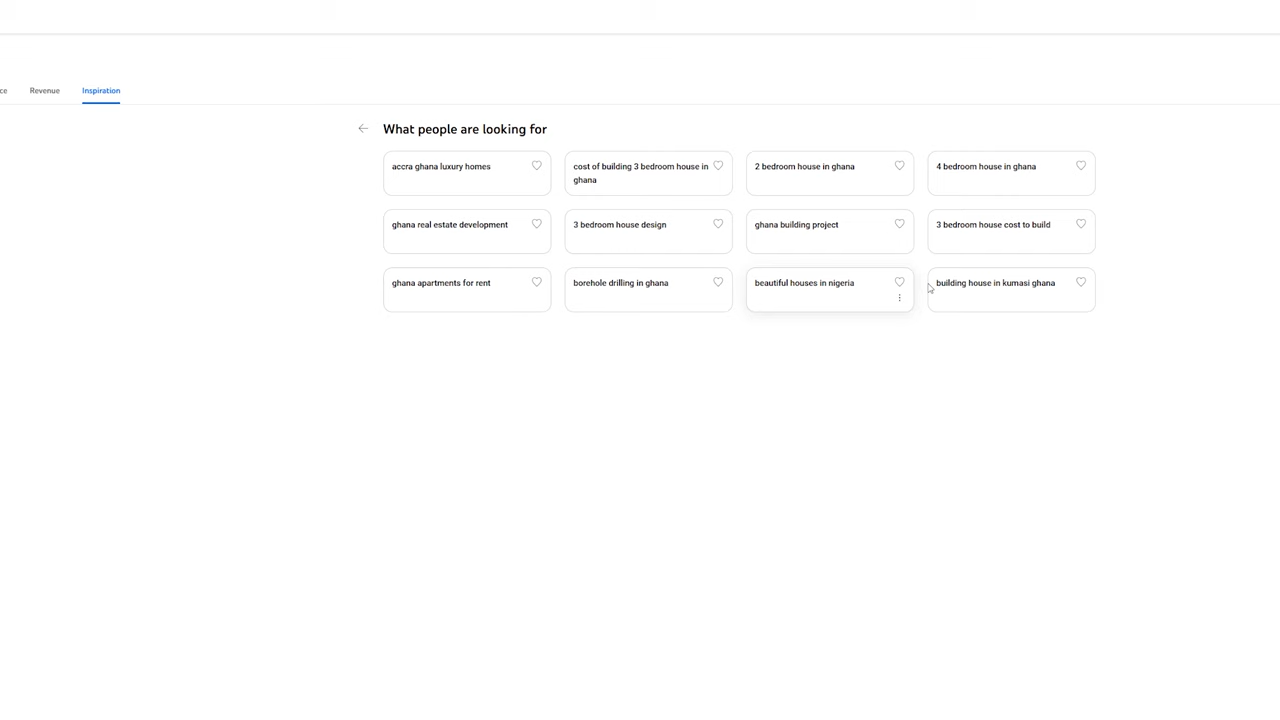 ce
Revenue
Inspiration
What people are looking for
accra ghana luxury homes
cost of building 3 bedroom house in
ghana
2 bedroom house in ghana
4 bedroom house in ghana
ghana real estate development
3 bedroom house design
ghana building project
3 bedroom house cost to build
ghana apartments for rent
borehole drilling in ghana
beautiful houses in nigeria
building house in kumasi ghana